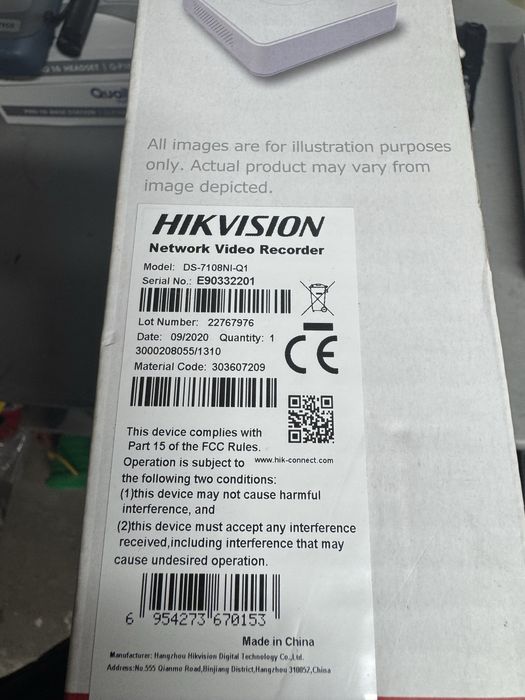 Qual
All images are for illustration purposes
only. Actual product may vary from
image depicted.
HIKVISION
Network Video Recorder
Model: DS-7108NI-Q1
Serial No.: E90332201
Lot Number: 22767976
Date: 09/2020 Quantity: 1
3000208055/1310
Material Code: 303607209
CE
This device complies with
Part 15 of the FCC Rules.
Operation is subject to www.hik-connect.com
the following two conditions:
(1)this device may not cause harmful
interference, and
(2)this device must accept any interference
received,including interference that may
cause undesired operation.
6 954273 670153
Made in China
Manufacturer: Hangzhou Hikvision Digital Technology Co.,Ltd.
Address:No.555 Qianmo Road,Binjiang District,Hangzhou 310052,China